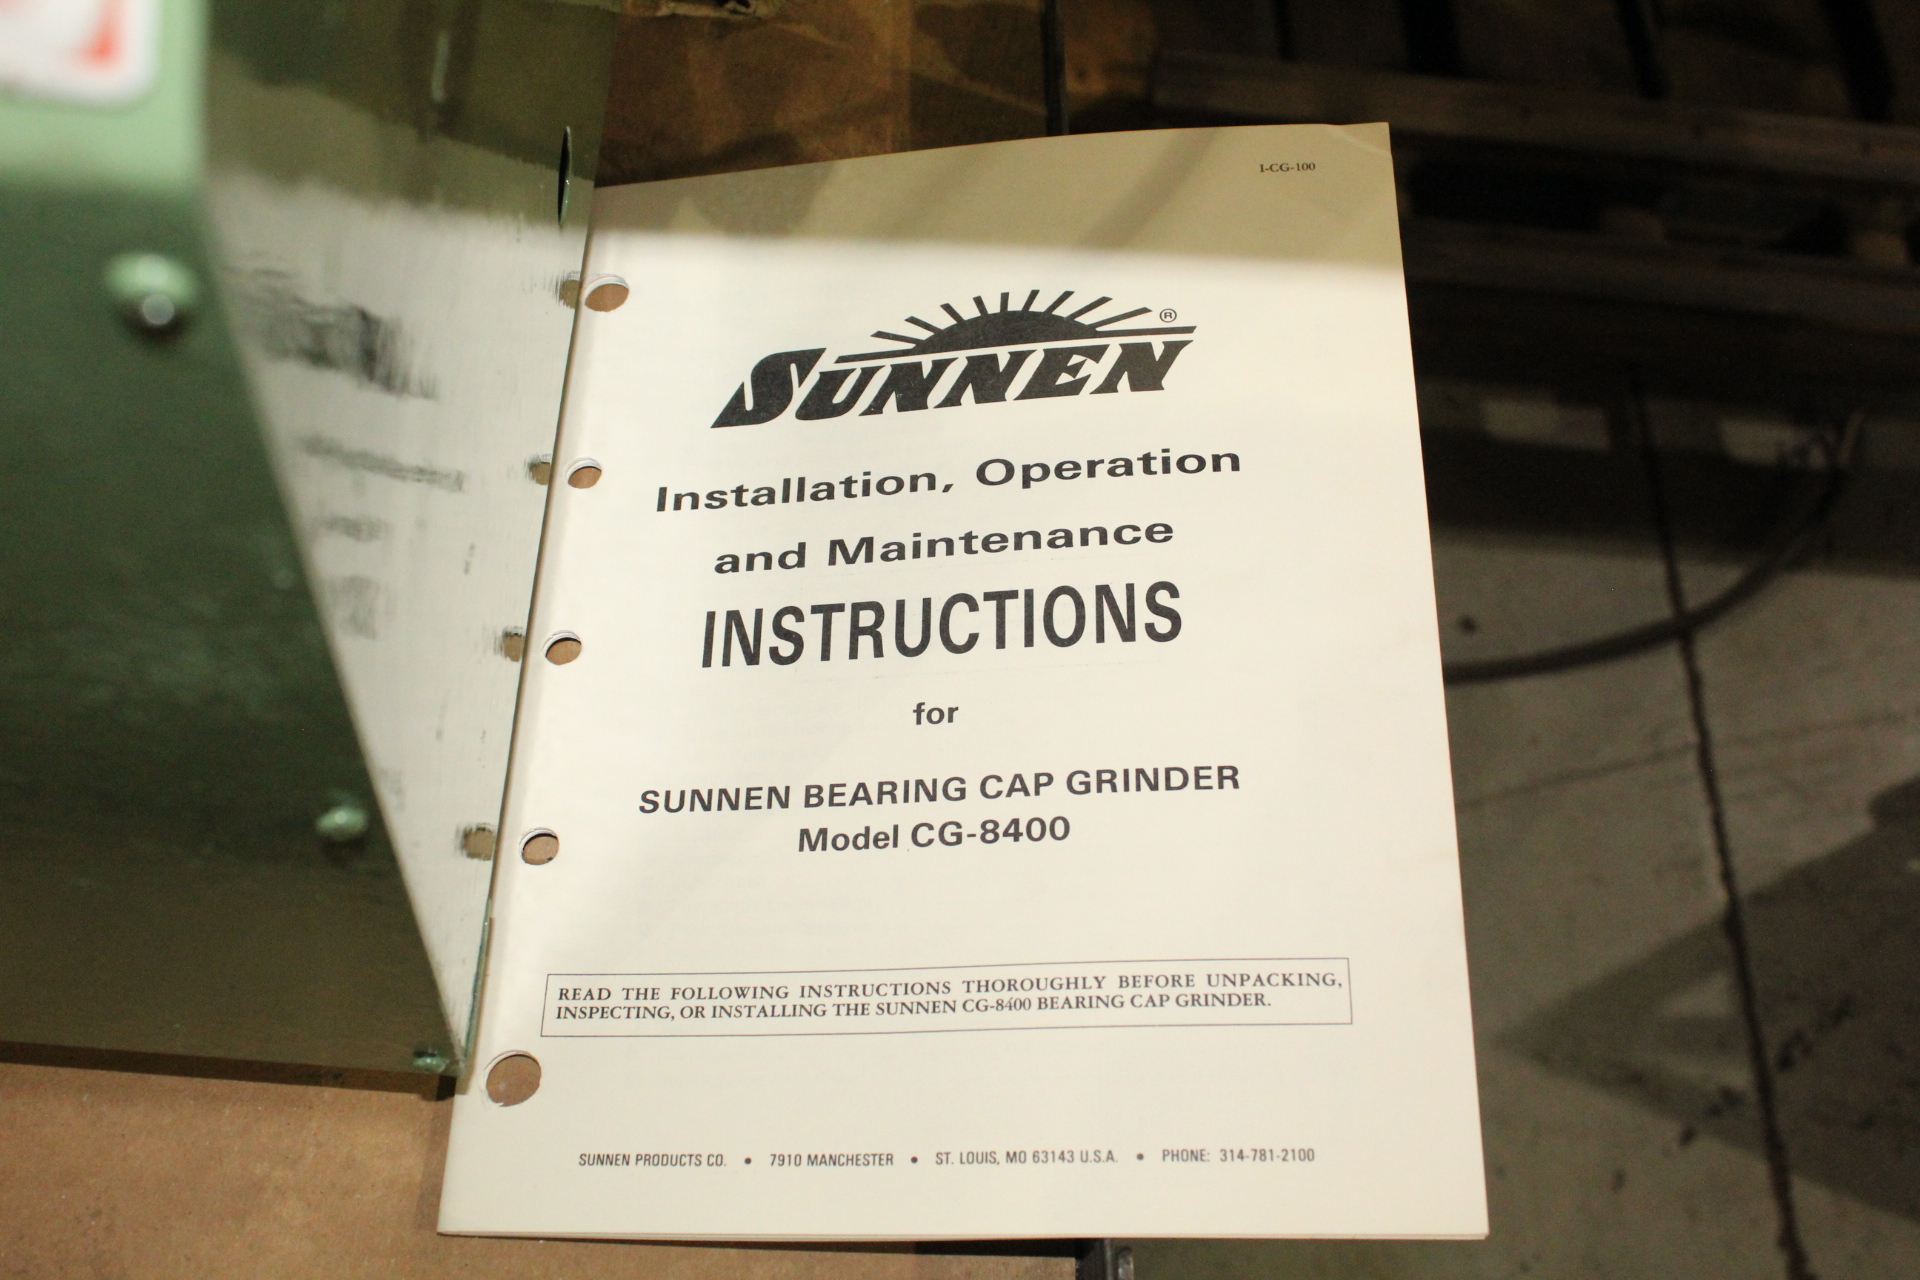 I-CG-100
SUNNEN®
Installation, Operation
and Maintenance
INSTRUCTIONS
for
SUNNEN BEARING CAP GRINDER
Model CG-8400
READ THE FOLLOWING INSTRUCTIONS THOROUGHLY BEFORE UNPACKING,
INSPECTING, OR INSTALLING THE SUNNEN CG-8400 BEARING CAP GRINDER.
SUNNEN PRODUCTS CO. • 7910 MANCHESTER • ST. LOUIS, MO 63143 U.S.A. • PHONE: 314-781-2100